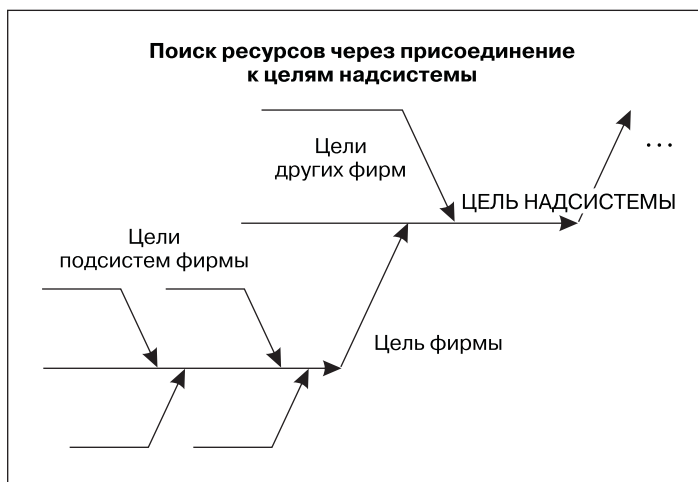 Поиск ресурсов через присоединение
к целям надсистемы
Цели
других фирм
ЦЕЛЬ НАДСИСТЕМЫ
...
Цели
подсистем фирмы
Цель фирмы